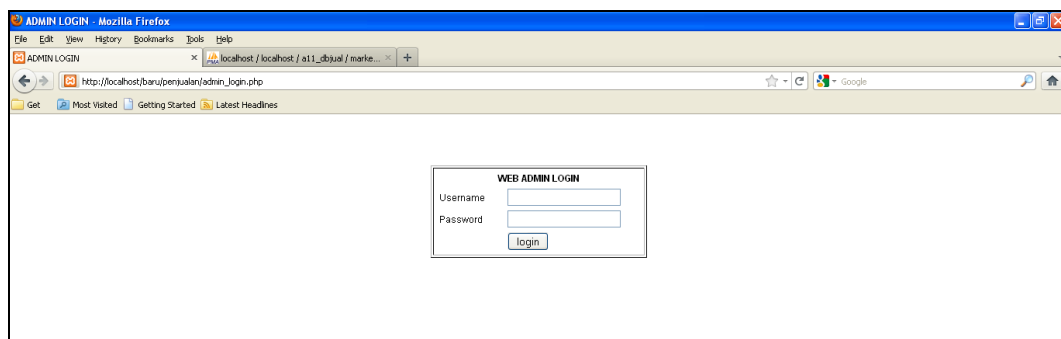 ADMIN LOGIN - Mozilla Firefox
File Edit View History Bookmarks Tools Help
ADMIN LOGIN × localhost / localhost / a11_dbjual / marke... × +
http://localhost/baru/penjualan/admin_login.php Google
Get Most Visited Getting Started Latest Headlines
WEB ADMIN LOGIN
Username
Password
login